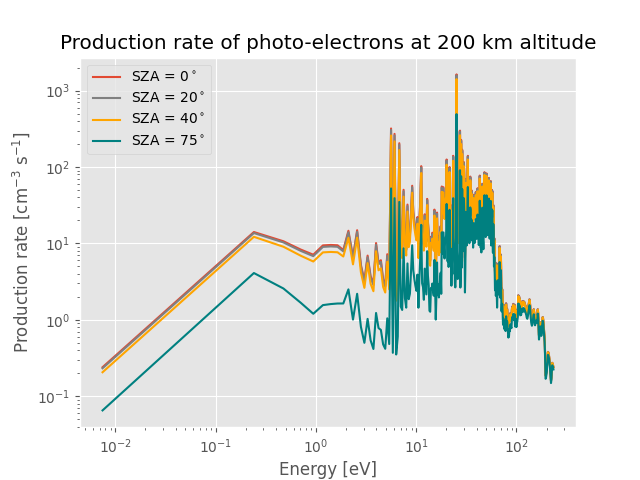 Production rate of photo-electrons at 200 km altitude
SZA = 0°
SZA = 20°
SZA = 40°
SZA = 75°
Production rate [cm⁻³ s⁻¹]
10³
10²
10¹
10⁰
10⁻¹
10⁻² 10⁻¹ 10⁰ 10¹ 10²
Energy [eV]